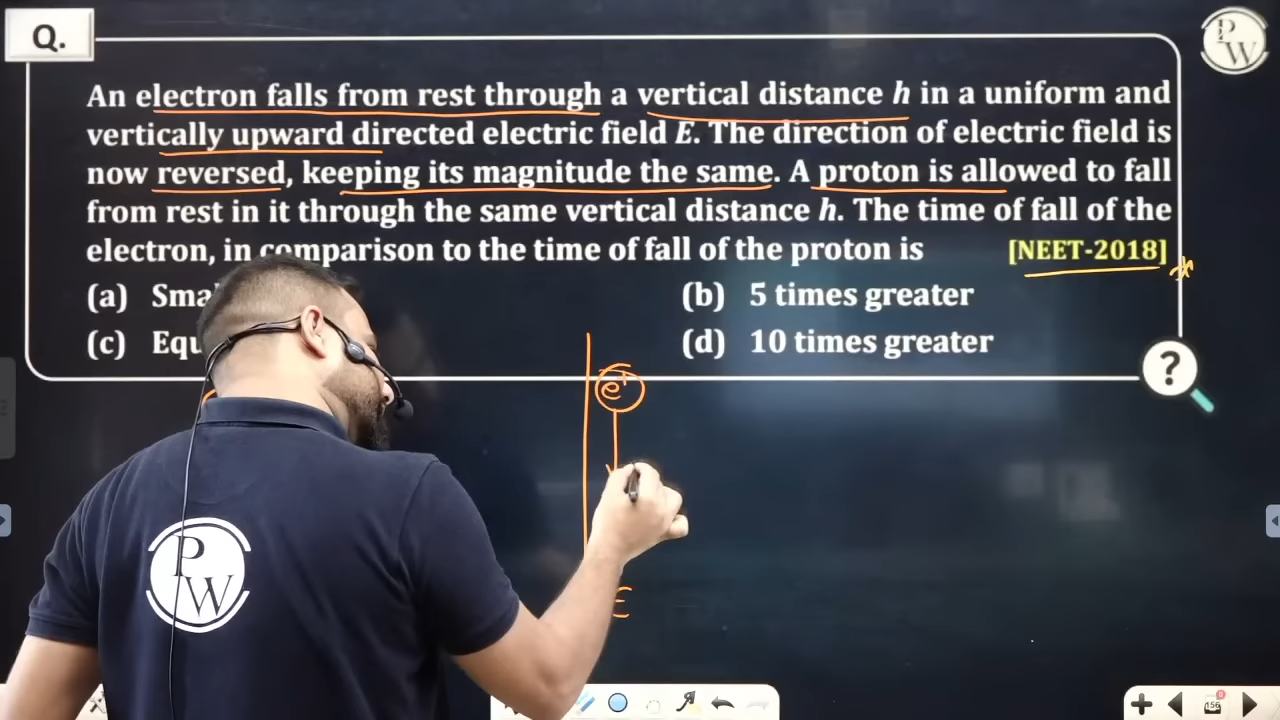 Q.
P
W
An electron falls from rest through a vertical distance h in a uniform and
vertically upward directed electric field E. The direction of electric field is
now reversed, keeping its magnitude the same. A proton is allowed to fall
from rest in it through the same vertical distance h. The time of fall of the
electron, in comparison to the time of fall of the proton is [NEET-2018]
(a) (b) 5 times greater
(c) (d) 10 times greater
?
e
P
W
E
156